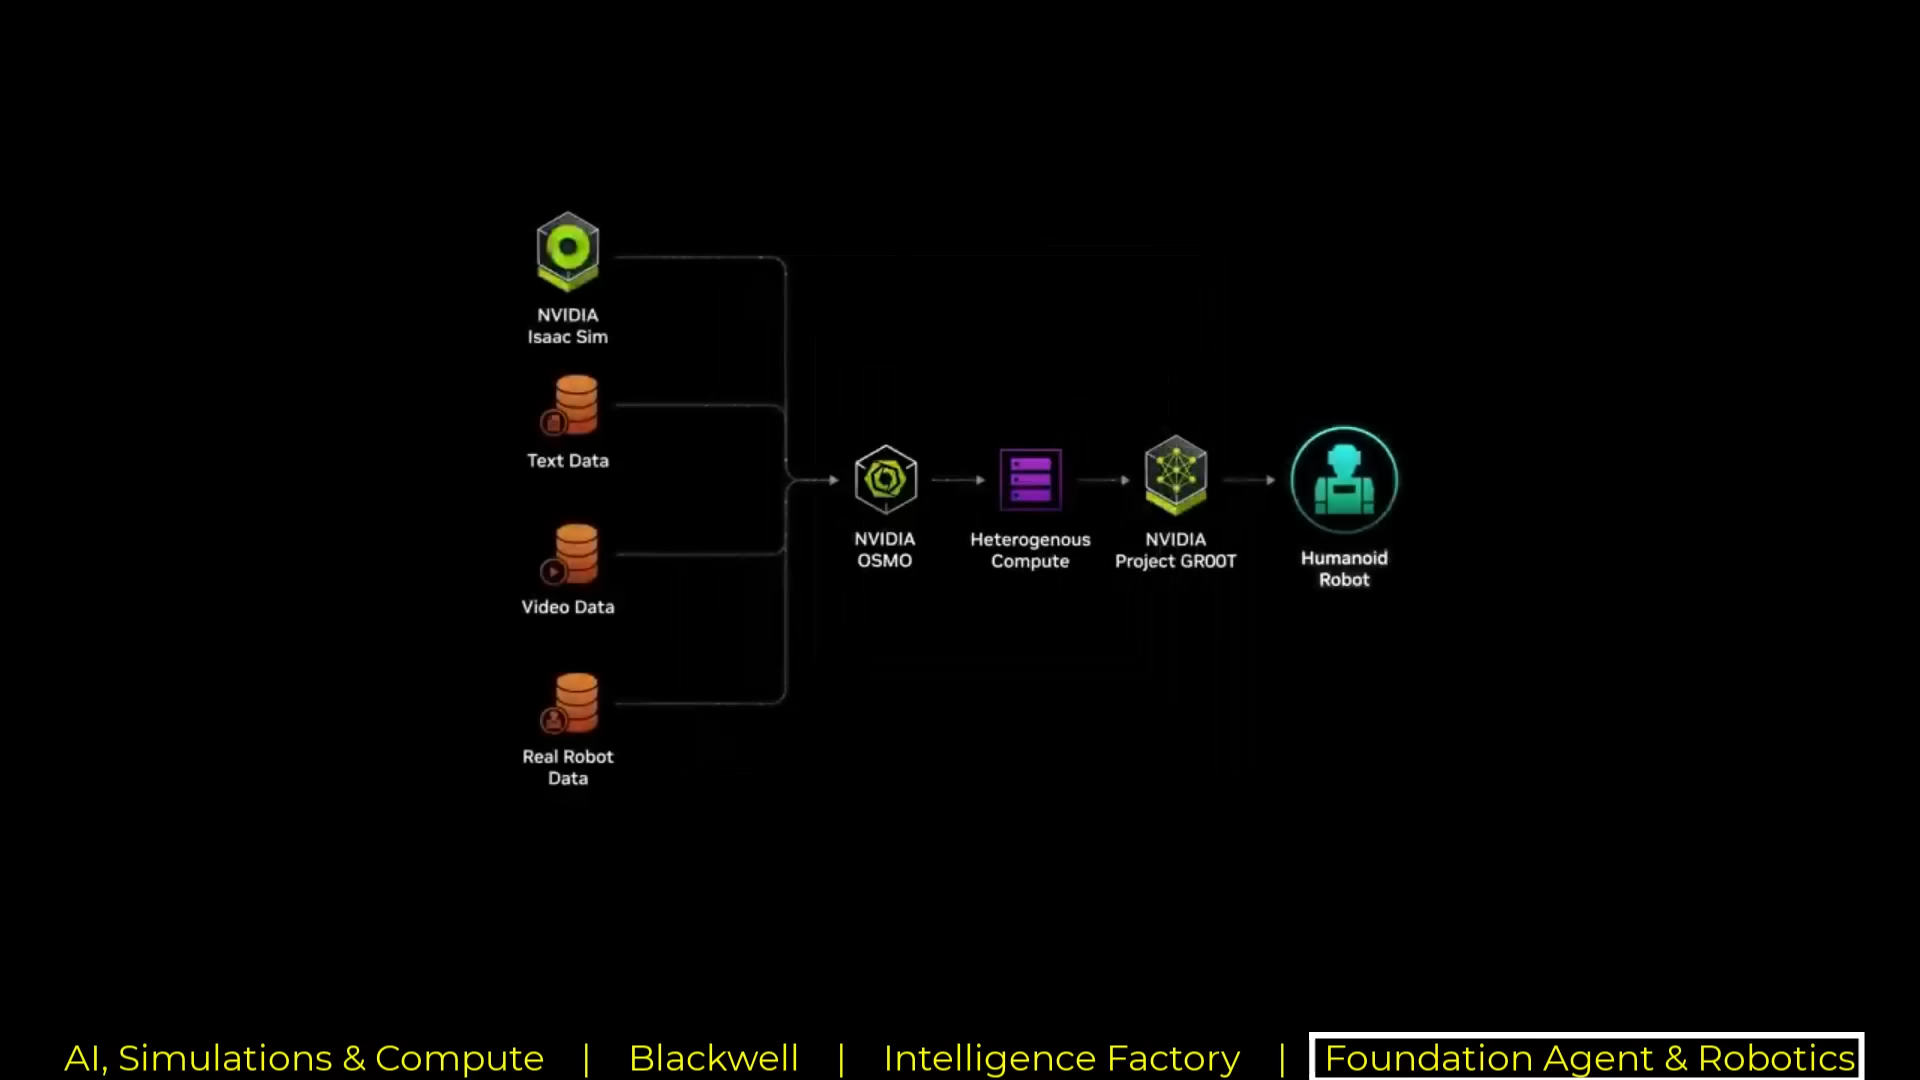 NVIDIA
Isaac Sim
Text Data
Video Data
Real Robot
Data
NVIDIA
OSMO
Heterogenous
Compute
NVIDIA
Project GR00T
Humanoid
Robot
AI, Simulations & Compute | Blackwell | Intelligence Factory | Foundation Agent & Robotics